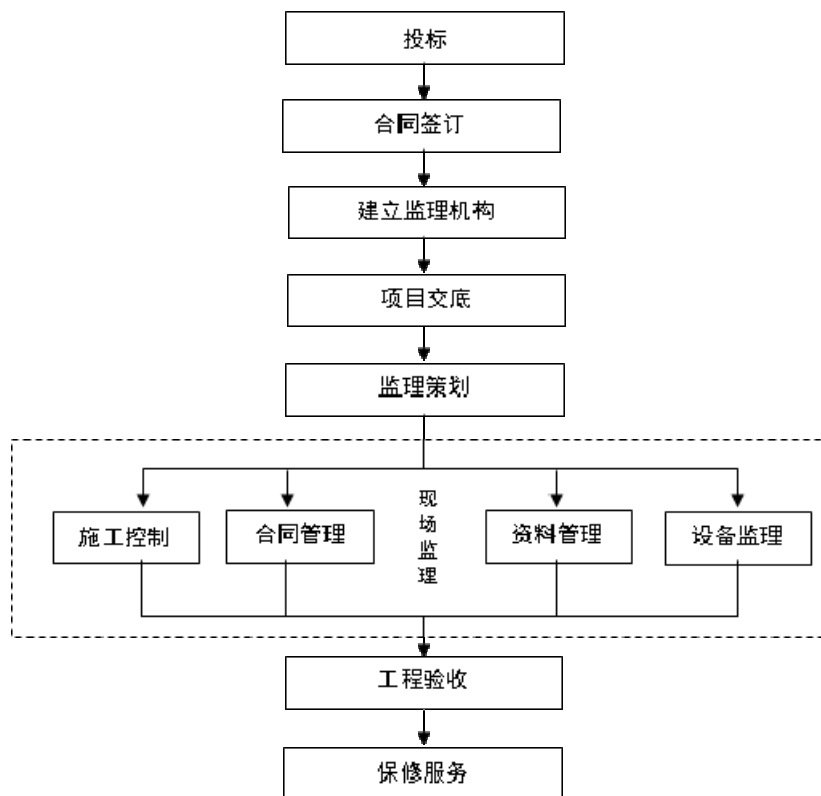 投标
合同签订
建立监理机构
项目交底
监理策划
施工控制
合同管理
现场监理
资料管理
设备监理
工程验收
保修服务